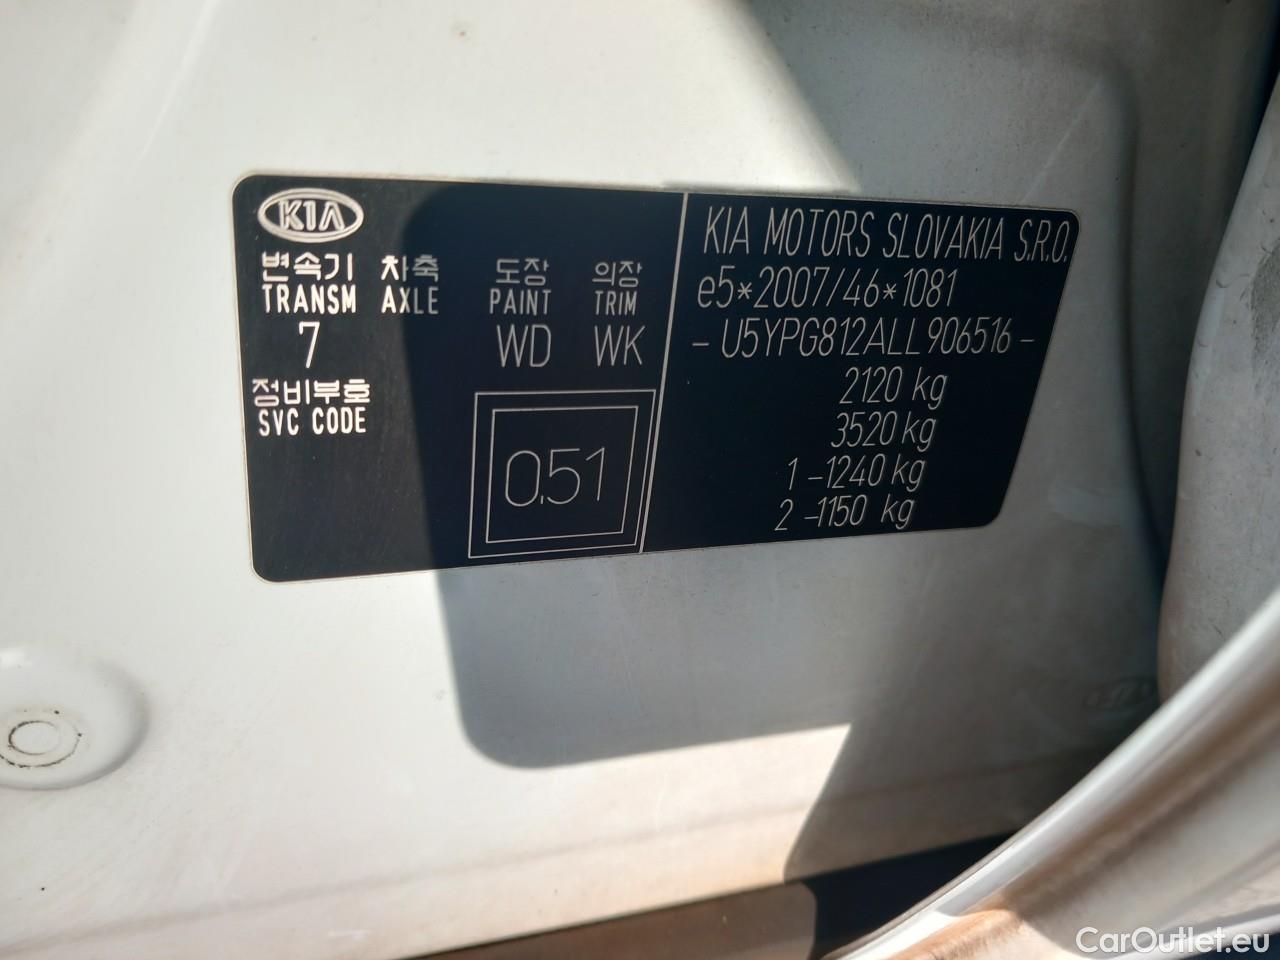 KIA
변속기 차축 도장 의장
TRANSM AXLE PAINT TRIM
7 WD WK
정비부호
SVC CODE
0.51
KIA MOTORS SLOVAKIA S.R.O.
e5*2007/46*1081
- U5YPG812ALL906516 -
2120 kg
3520 kg
1 -1240 kg
2 -1150 kg
CarOutlet.eu